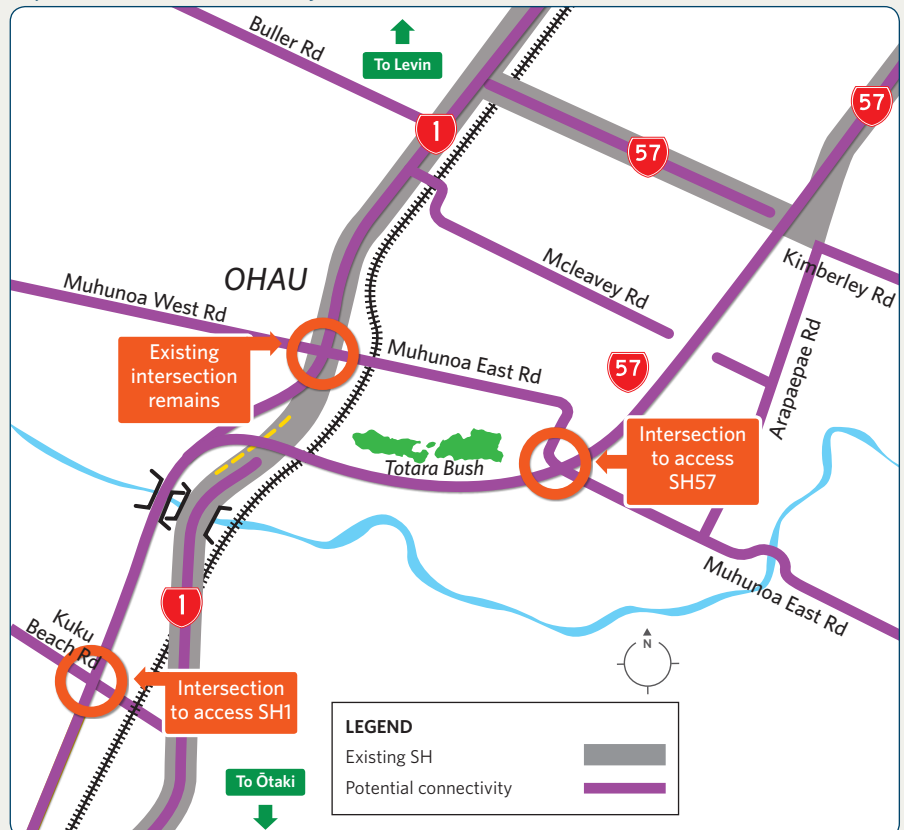 Buller Rd
To Levin
1
57
57
OHAU
Mcleavey Rd
Kimberley Rd
Muhunoa West Rd
Existing
intersection
remains
Muhunoa East Rd
57
Arapaepae Rd
Totara Bush
Intersection
to access
SH57
Muhunoa East Rd
1
Kuku
Beach Rd
Intersection
to access SH1
N
To Ōtaki
LEGEND
Existing SH
Potential connectivity